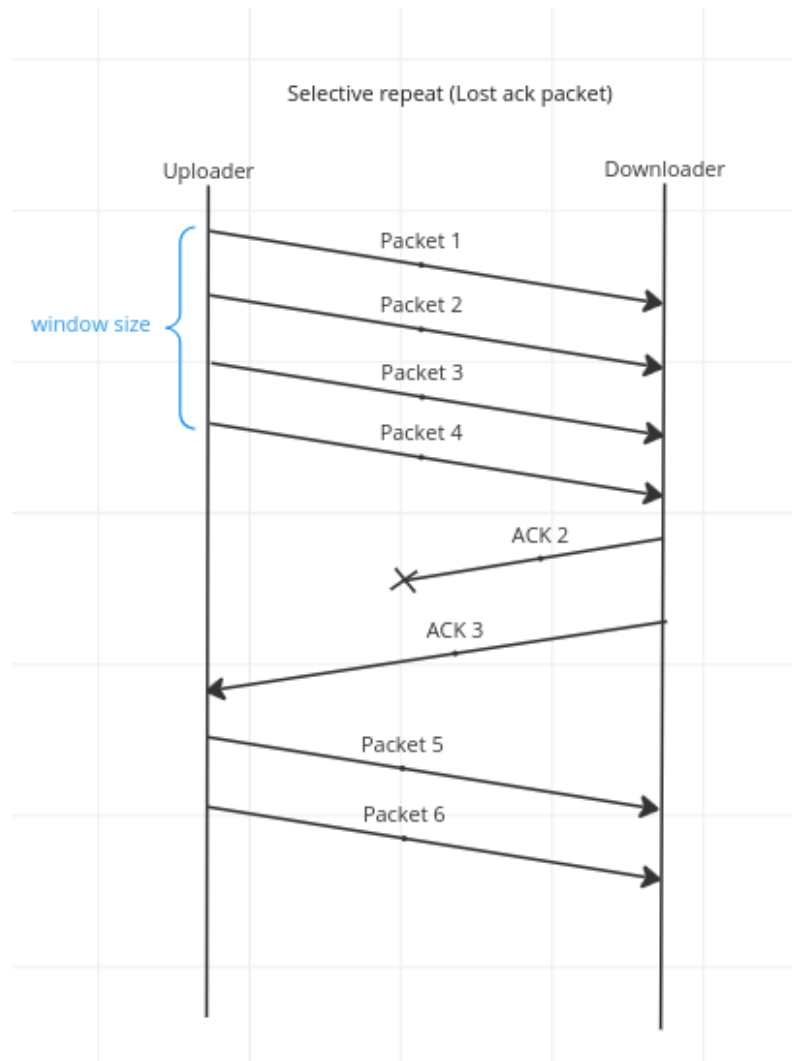 Selective repeat (Lost ack packet)
Uploader
Downloader
Packet 1
Packet 2
window size
Packet 3
Packet 4
ACK 2
ACK 3
Packet 5
Packet 6